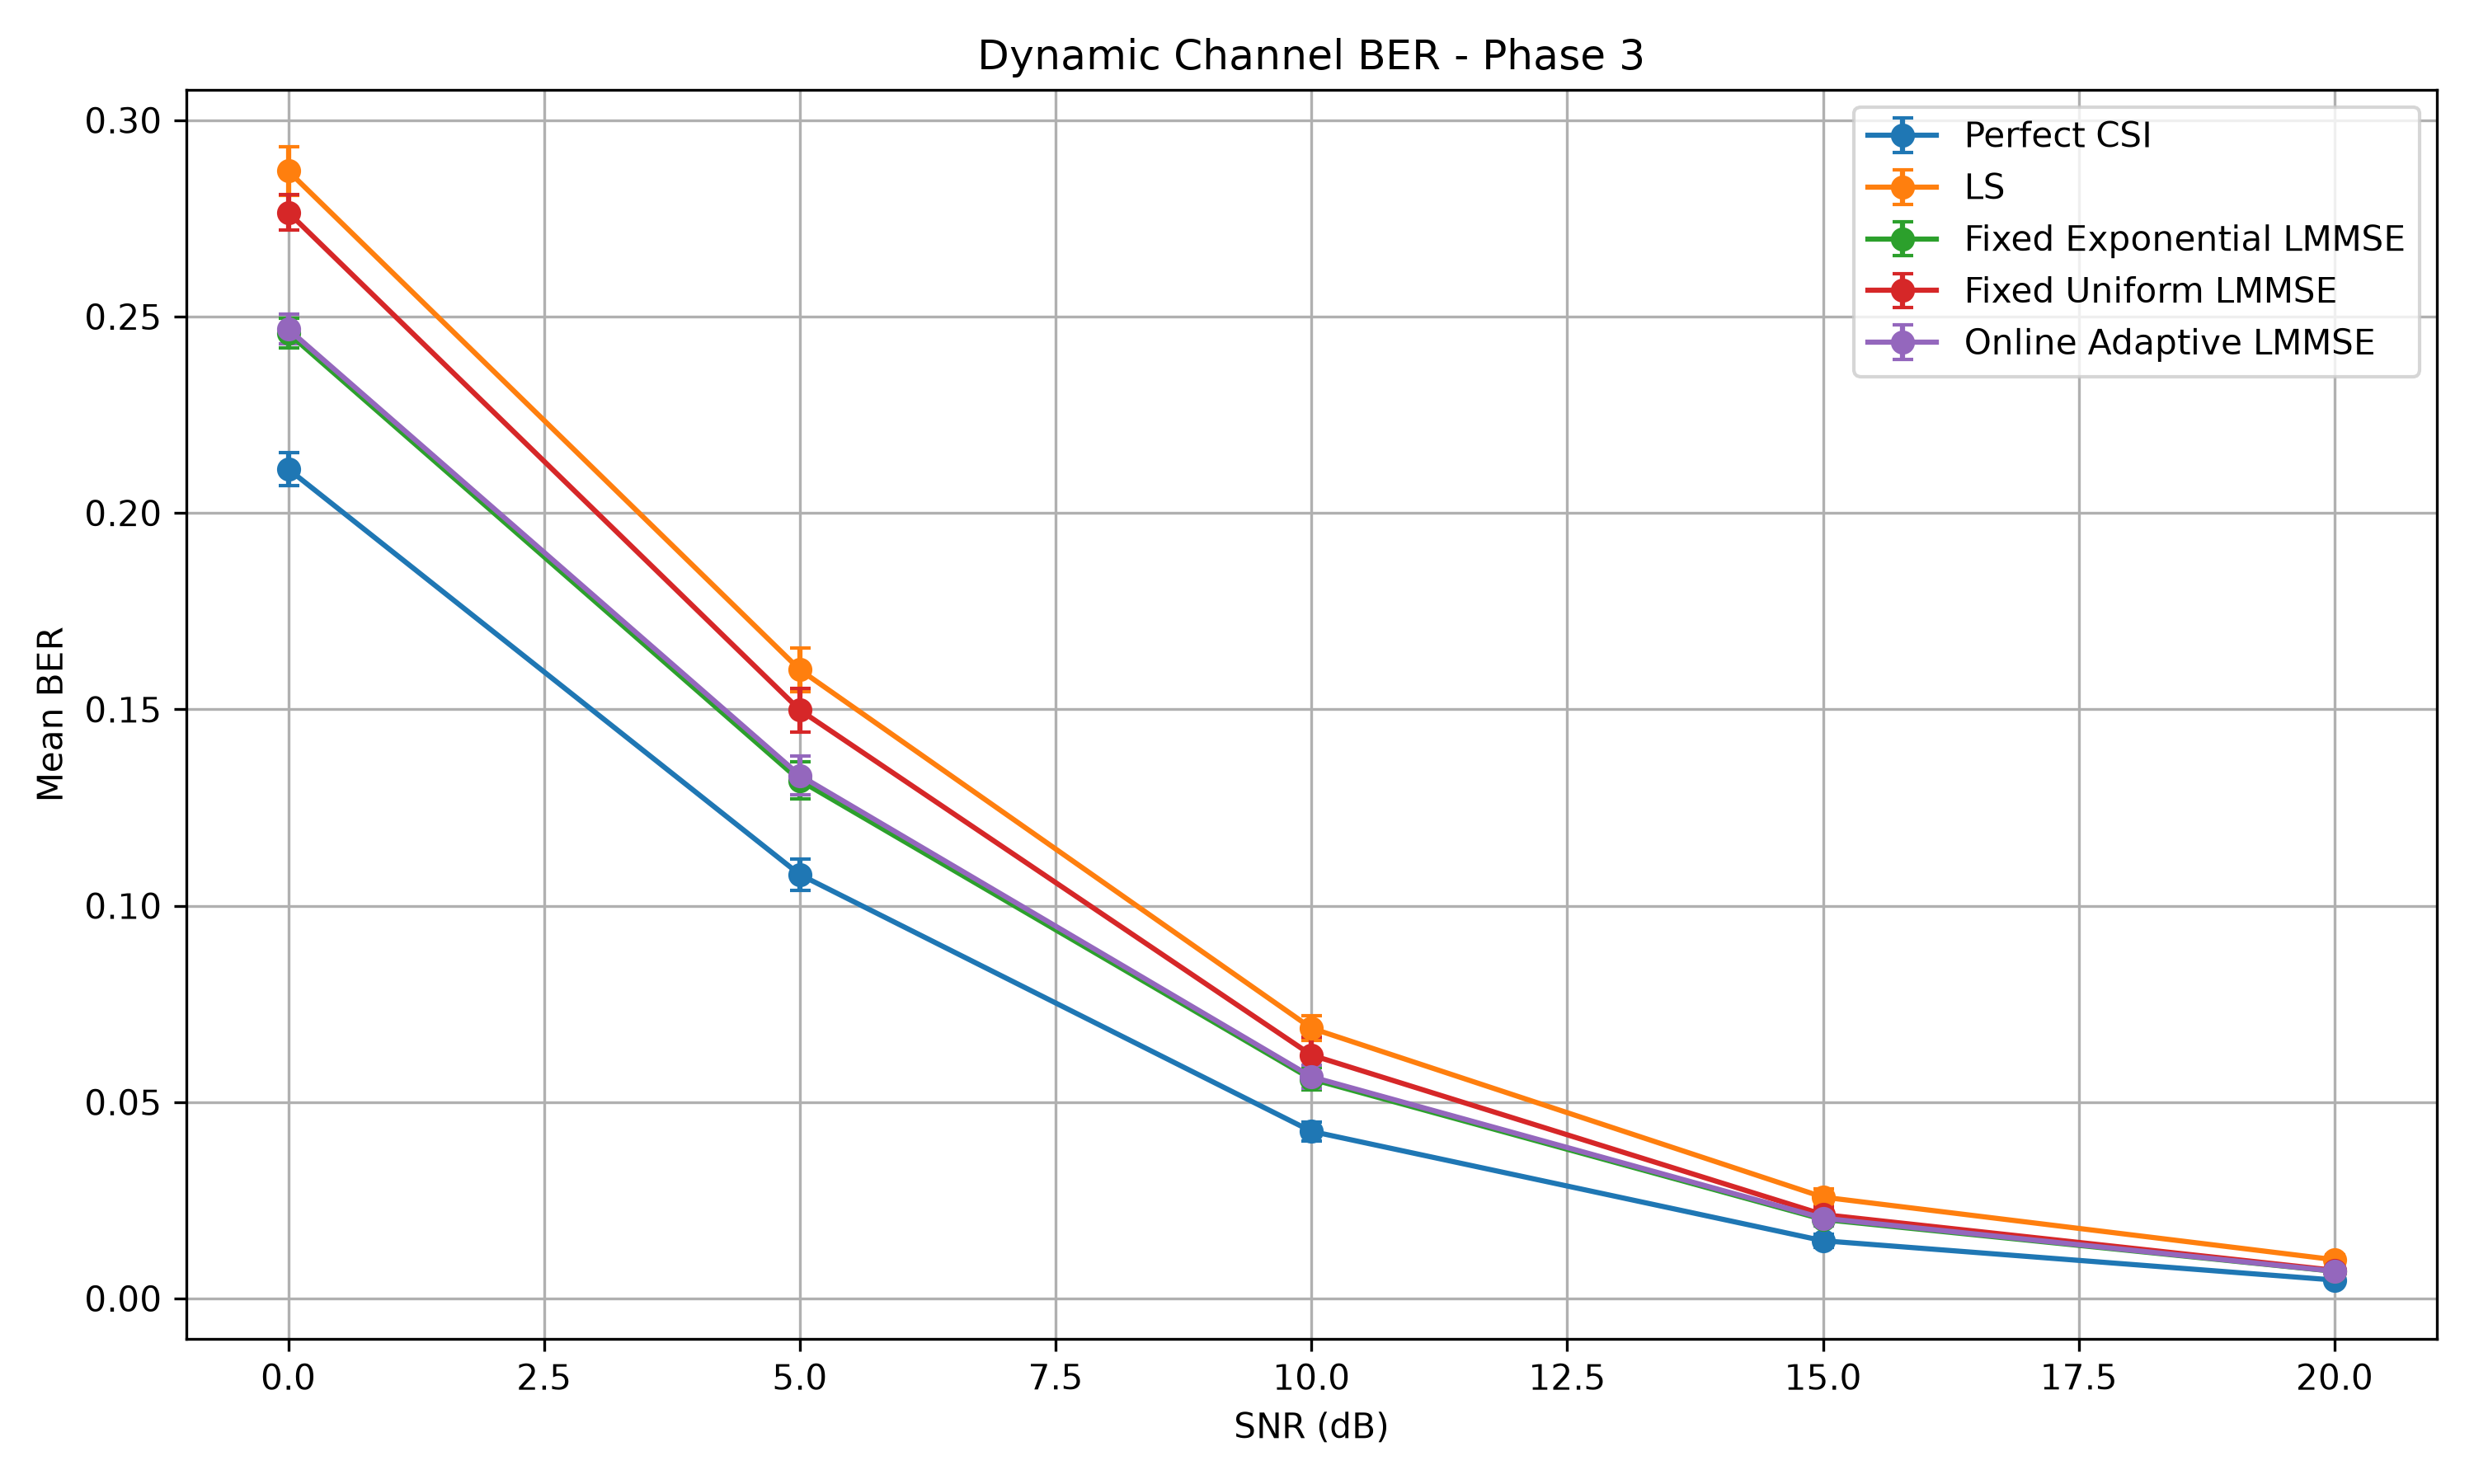 Dynamic Channel BER - Phase 3
Perfect CSI
LS
Fixed Exponential LMMSE
Fixed Uniform LMMSE
Online Adaptive LMMSE
Mean BER
0.30
0.25
0.20
0.15
0.10
0.05
0.00
0.0 2.5 5.0 7.5 10.0 12.5 15.0 17.5 20.0
SNR (dB)